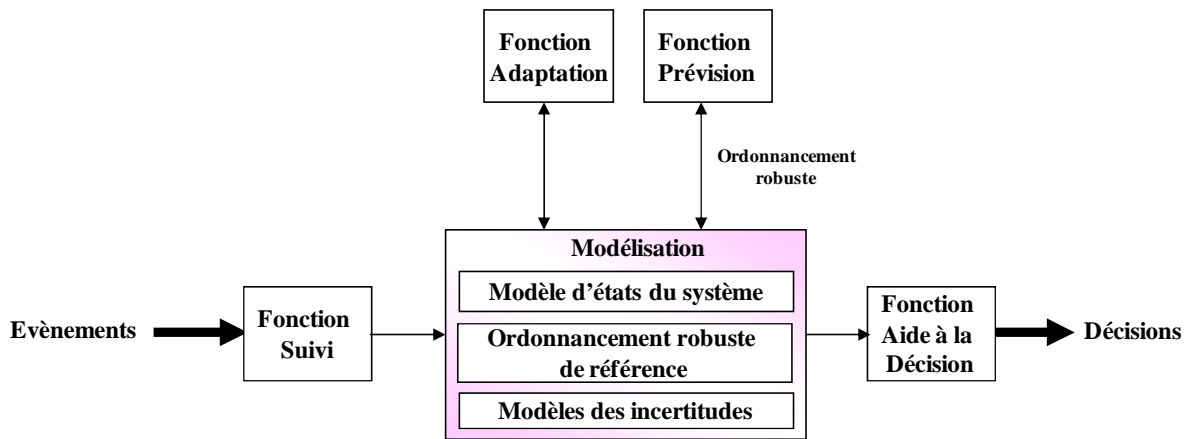 Fonction
Adaptation
Fonction
Prévision
Ordonnancement
robuste
Modélisation
Modèle d'états du système
Ordonnancement robuste
de référence
Modèles des incertitudes
Evènements
Fonction
Suivi
Fonction
Aide à la
Décision
Décisions